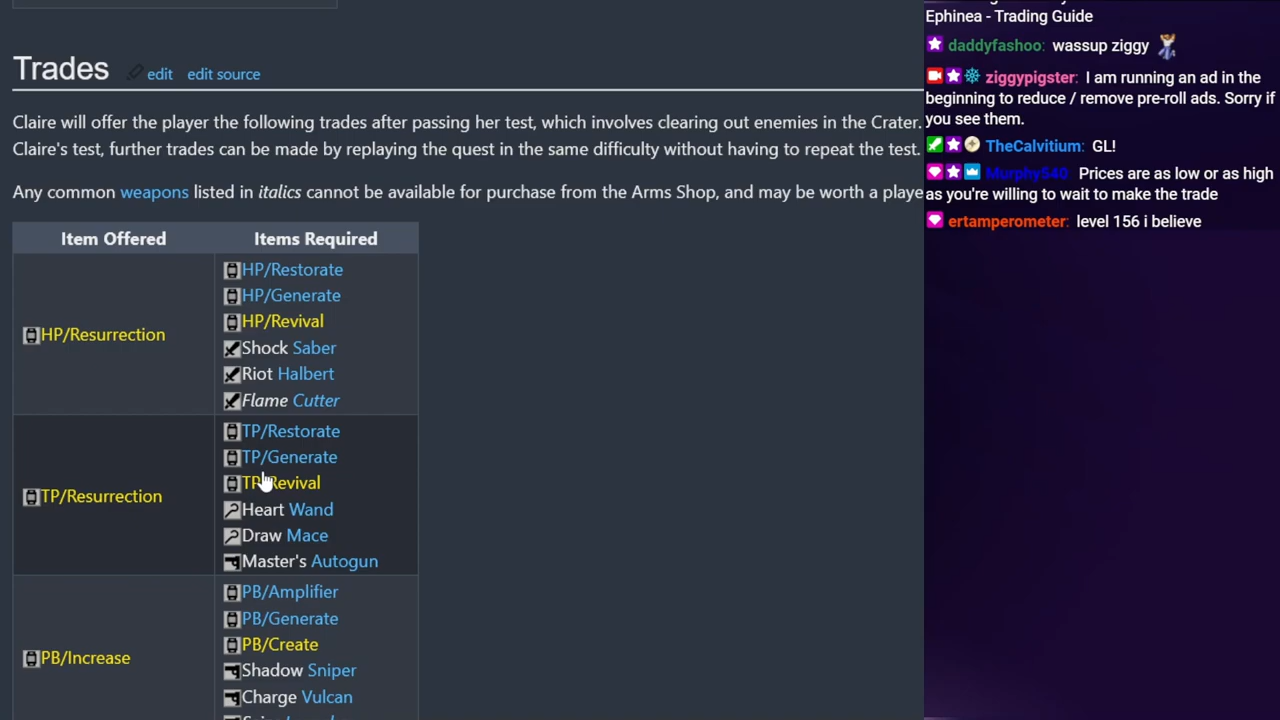 Trades edit edit source
Claire will offer the player the following trades after passing her test, which involves clearing out enemies in the Crater.
Claire's test, further trades can be made by replaying the quest in the same difficulty without having to repeat the test.
Any common weapons listed in italics cannot be available for purchase from the Arms Shop, and may be worth a playe
Item Offered Items Required
HP/Resurrection
HP/Restorate
HP/Generate
HP/Revival
Shock Saber
Riot Halbert
Flame Cutter
TP/Resurrection
TP/Restorate
TP/Generate
TP/Revival
Heart Wand
Draw Mace
Master's Autogun
PB/Increase
PB/Amplifier
PB/Generate
PB/Create
Shadow Sniper
Charge Vulcan
Ephinea - Trading Guide
daddyfashoo: wassup ziggy
ziggypigster: I am running an ad in the
beginning to reduce / remove pre-roll ads. Sorry if
you see them.
TheCalvitium: GL!
Murphy540 Prices are as low or as high
as you're willing to wait to make the trade
ertamperometer: level 156 i believe